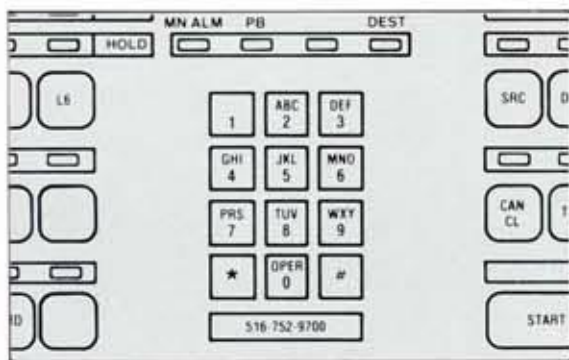 MN ALM PB DEST
HOLD
L6
ABC DEF
1 2 3
GHI JKL MNO
4 5 6
PRS TUV WXY
7 8 9
* OPER #
0
516-752-9700
SRC
CAN
CL
START